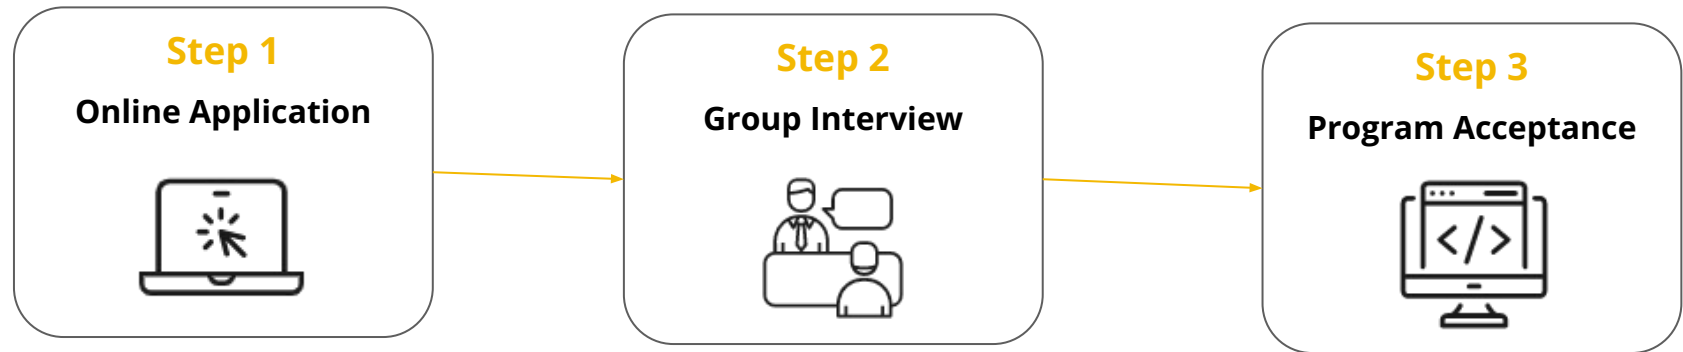 Step 1
Online Application
Step 2
Group Interview
Step 3
Program Acceptance